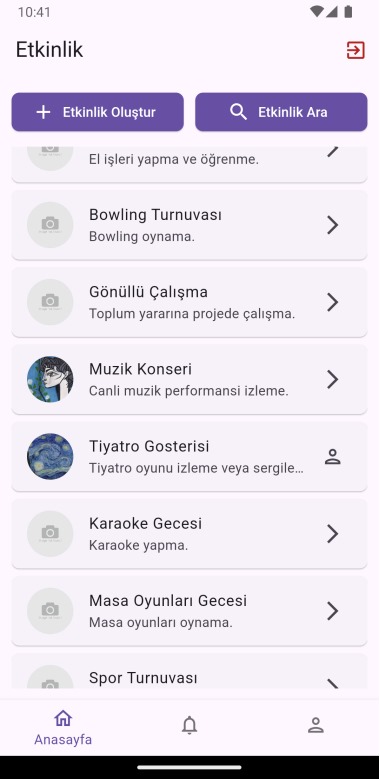 10:41
Etkinlik
Etkinlik Oluştur
Etkinlik Ara
El işleri yapma ve öğrenme.
Bowling Turnuvası
Bowling oynama.
Gönüllü Çalışma
Toplum yararına projede çalışma.
Muzik Konseri
Canli muzik performansi izleme.
Tiyatro Gosterisi
Tiyatro oyunu izleme veya sergile...
Karaoke Gecesi
Karaoke yapma.
Masa Oyunları Gecesi
Masa oyunları oynama.
Spor Turnuvası
Anasayfa